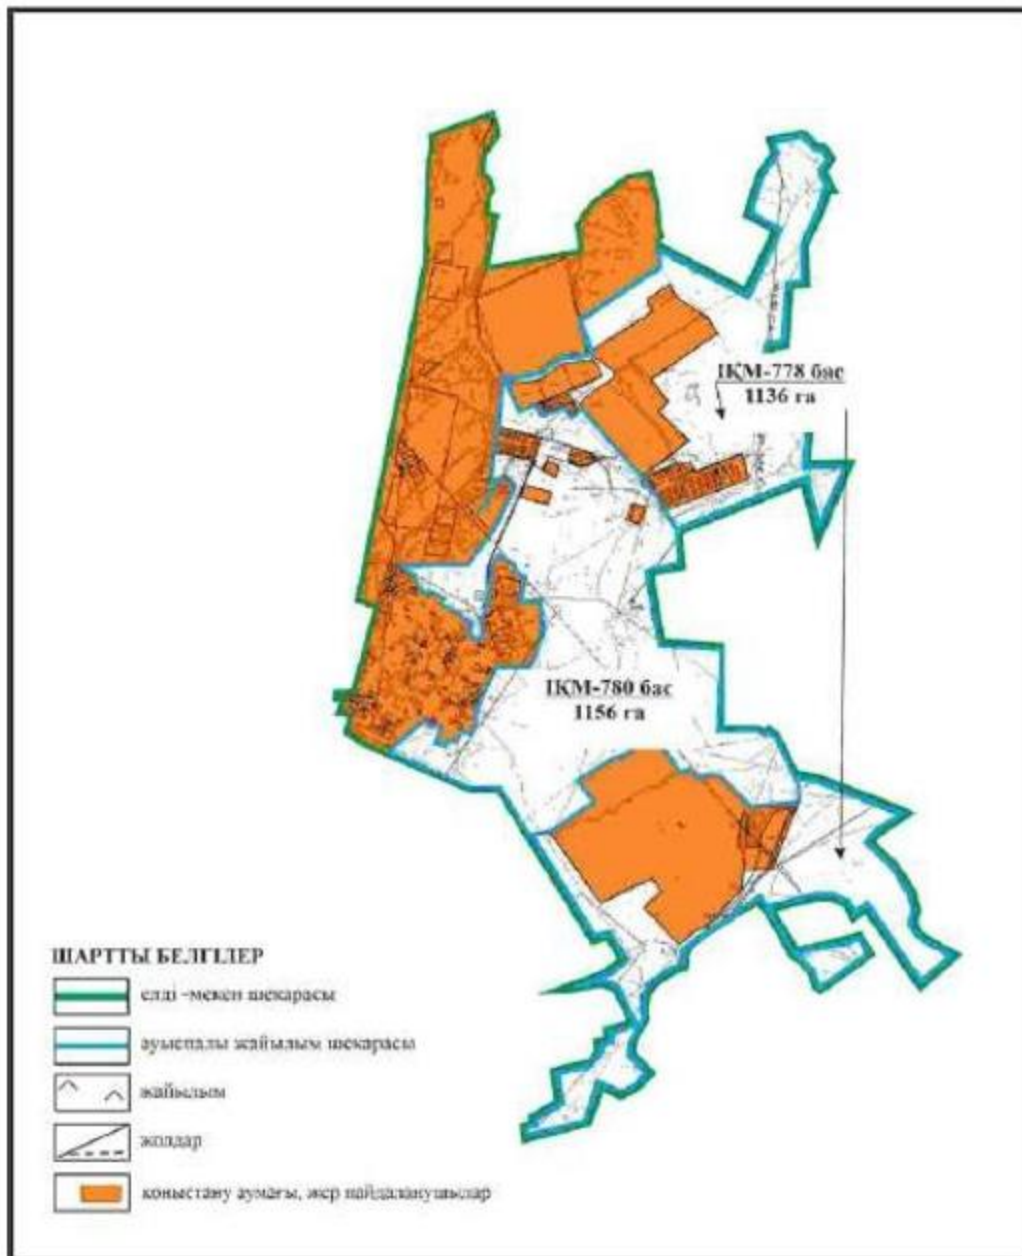 ІҚМ-778 бас
1136 га
ІҚМ-780 бас
1156 га
ШАРТТЫ БЕЛГІЛЕР
елді -мекен шекарасы
ауыспалы жайылым шекарасы
жайылым
жолдар
қоныстану аумағы, жер пайдаланушылар